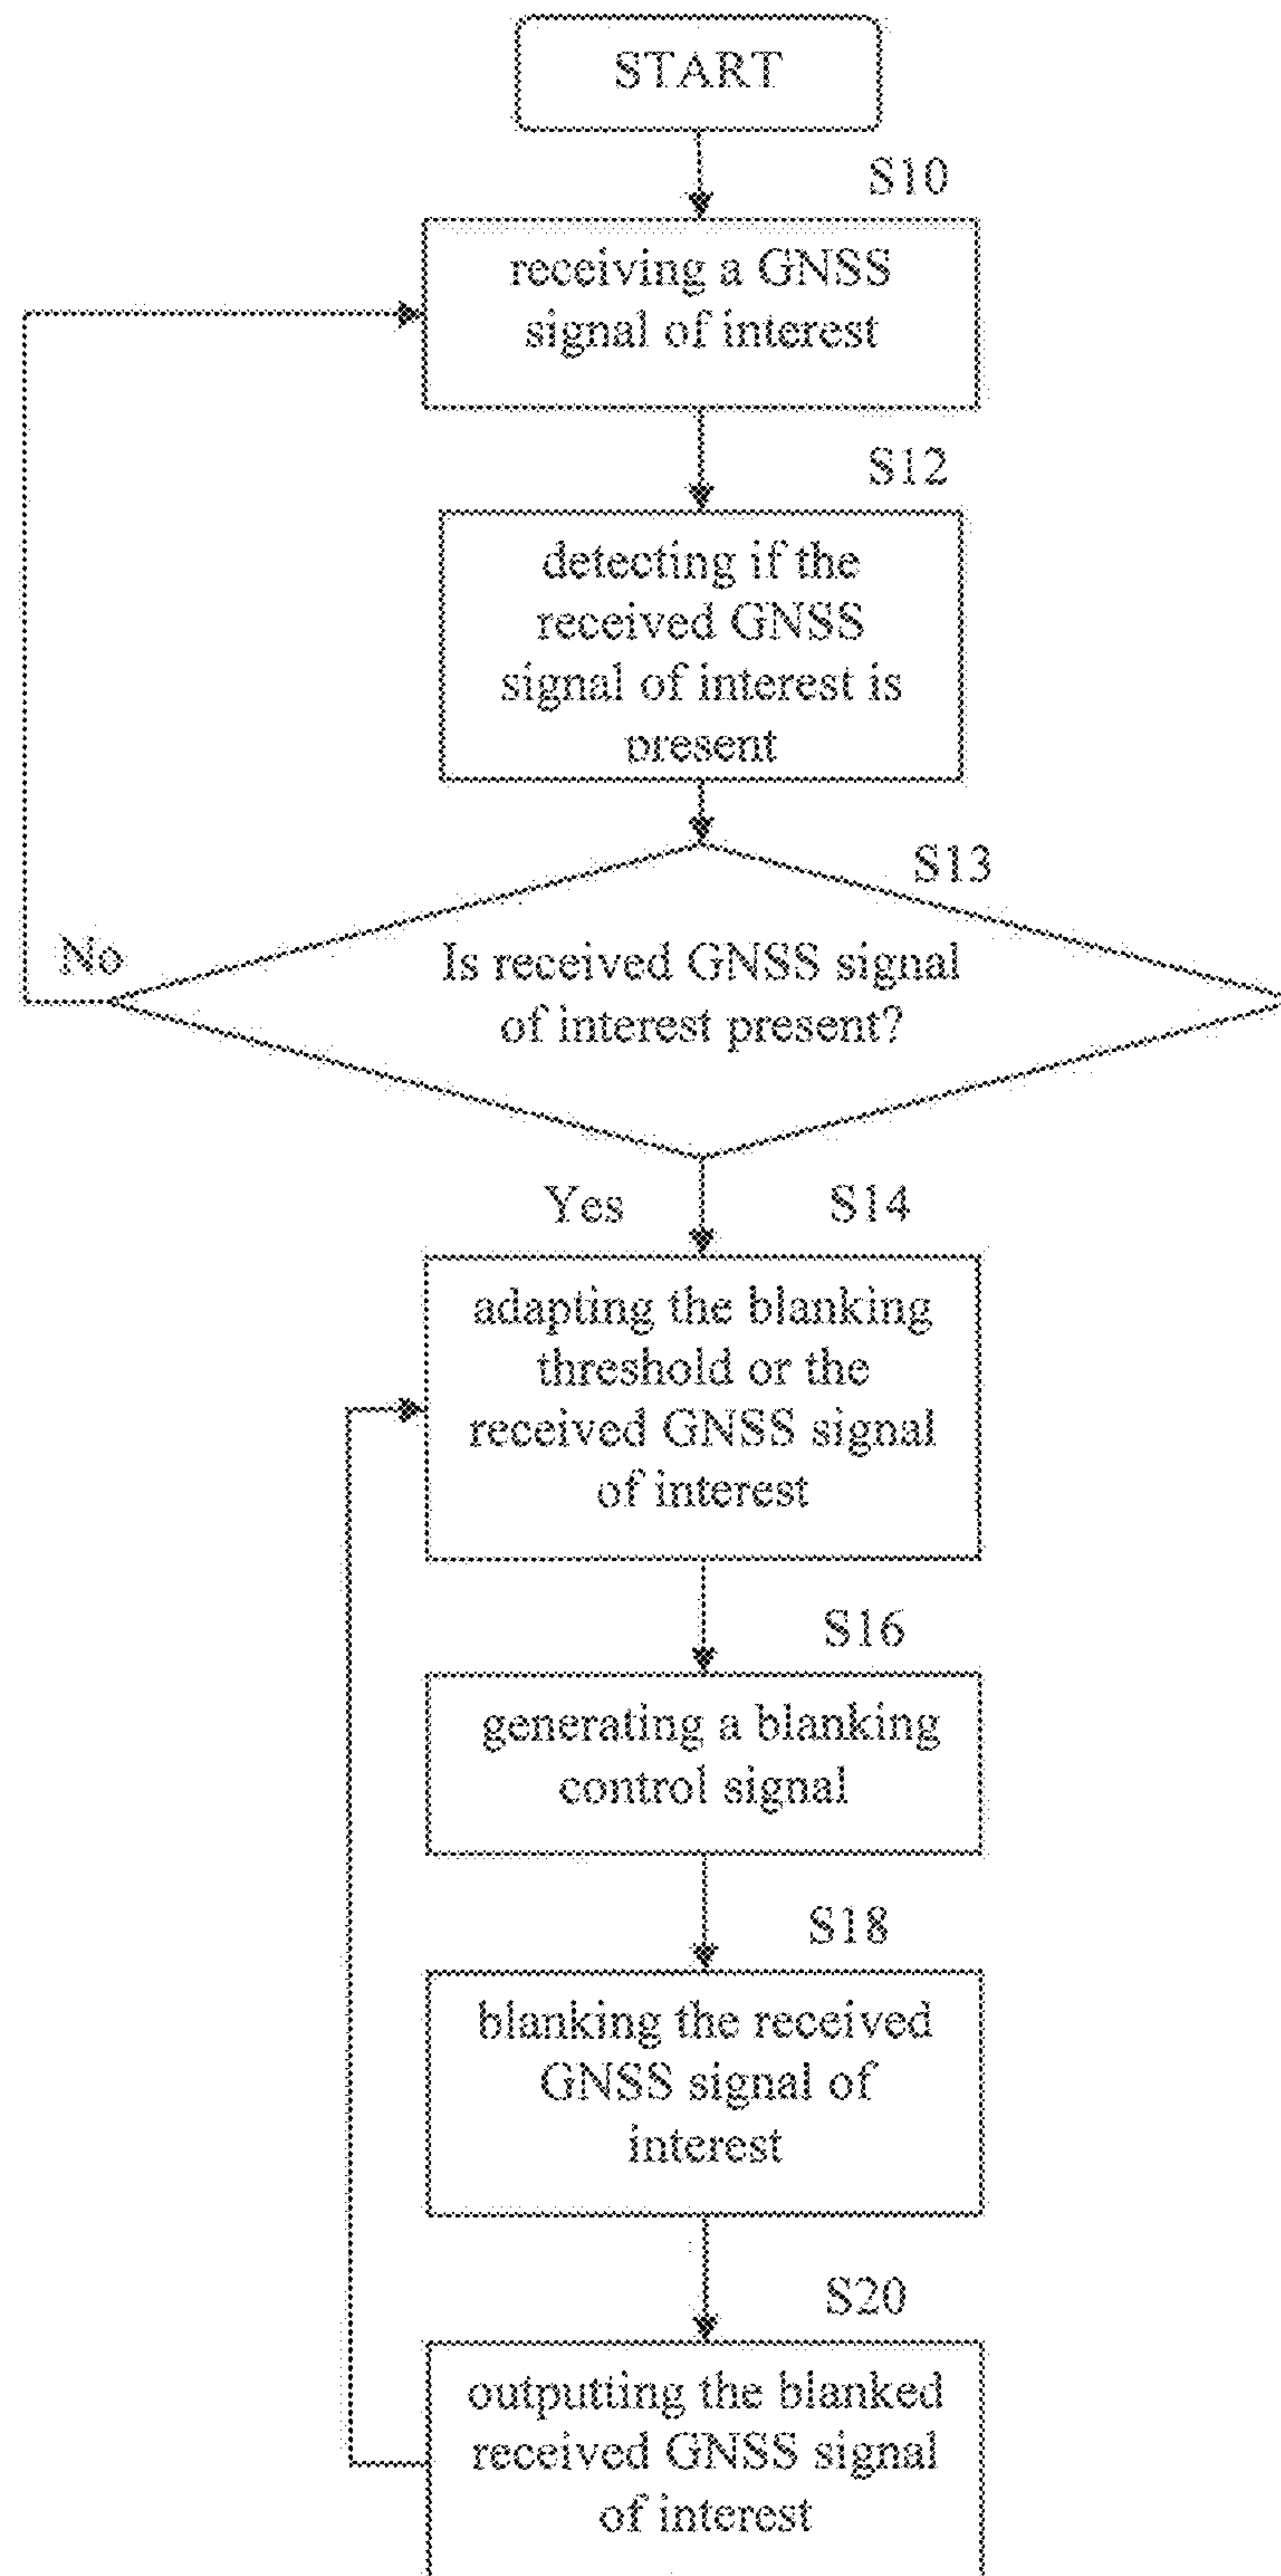 START
S10
receiving a GNSS
signal of interest
S12
detecting if the
received GNSS
signal of interest is
present
S13
No
Is received GNSS signal
of interest present?
Yes
S14
adapting the blanking
threshold or the
received GNSS signal
of interest
S16
generating a blanking
control signal
S18
blanking the received
GNSS signal of
interest
S20
outputting the blanked
received GNSS signal
of interest